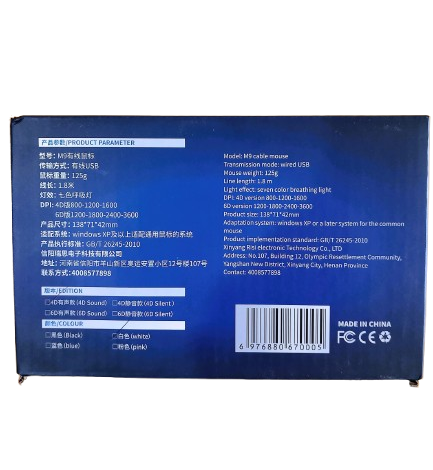 产品参数/PRODUCT PARAMETER
型号：M9有线鼠标
传输方式：有线USB
鼠标重量：125g
线长：1.8米
灯效：七色呼吸灯
DPI: 4D版800-1200-1600
6D版1200-1800-2400-3600
产品尺寸：138*71*42mm
适配系统：windows XP及以上适配通用鼠标的系统
产品执行标准：GB/T 26245-2010
信阳瑞思电子科技有限公司
地址：河南省信阳市羊山新区奥运安置小区12号楼107号
联系方式：4008577898
Model: M9 cable mouse
Transmission mode: wired USB
Mouse weight: 125g
Line length: 1.8 m
Light effect: seven color breathing light
DPI: 4D version 800-1200-1600
6D version 1200-1800-2400-3600
Product size: 138*71*42mm
Adaptation system: windows XP or a later system for the common
mouse
Product implementation standard: GB/T 26245-2010
Xinyang Risi electronic Technology Co., LTD
Address: No.107, Building 12, Olympic Resettlement Community,
Yangshan New District, Xinyang City, Henan Province
Contact: 4008577898
版本/EDITION
□4D有声款 (4D Sound) □4D静音款 (4D Silent)
□6D有声款 (6D Sound) □6D静音款 (6D Silent)
颜色/COLOUR
□黑色 (Black) □白色 (white)
□蓝色 (blue) □粉色 (pink)
6 976880 670005
MADE IN CHINA
FC CE